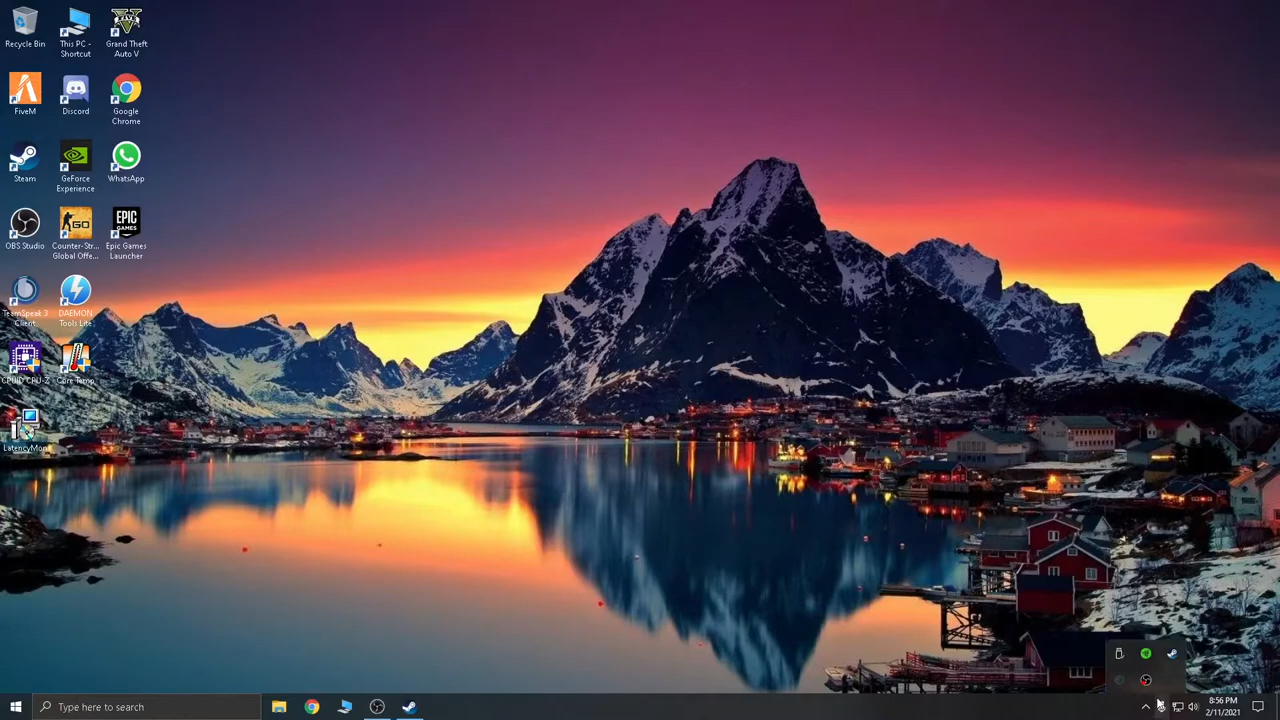 Recycle Bin
This PC -
Shortcut
Grand Theft
Auto V
FiveM
Discord
Google
Chrome
Steam
GeForce
Experience
WhatsApp
OBS Studio
Counter-Str...
Global Offe...
EPIC
GAMES
Epic Games
Launcher
TeamSpeak 3
Client
DAEMON
Tools Lite
CPUID CPU-Z
Core Temp
LatencyMon
Type here to search
8:56 PM
2/11/2021